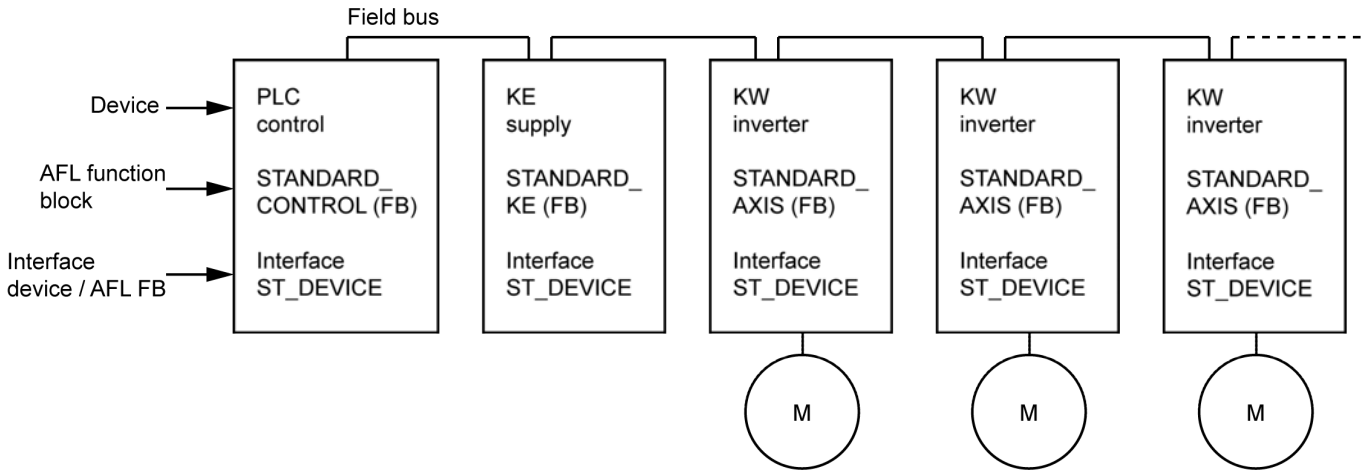 Field bus
Device
AFL function
block
Interface
device / AFL FB
PLC
control
STANDARD_
CONTROL (FB)
Interface
ST_DEVICE
KE
supply
STANDARD_
KE (FB)
Interface
ST_DEVICE
KW
inverter
STANDARD_
AXIS (FB)
Interface
ST_DEVICE
M
KW
inverter
STANDARD_
AXIS (FB)
Interface
ST_DEVICE
M
KW
inverter
STANDARD_
AXIS (FB)
Interface
ST_DEVICE
M